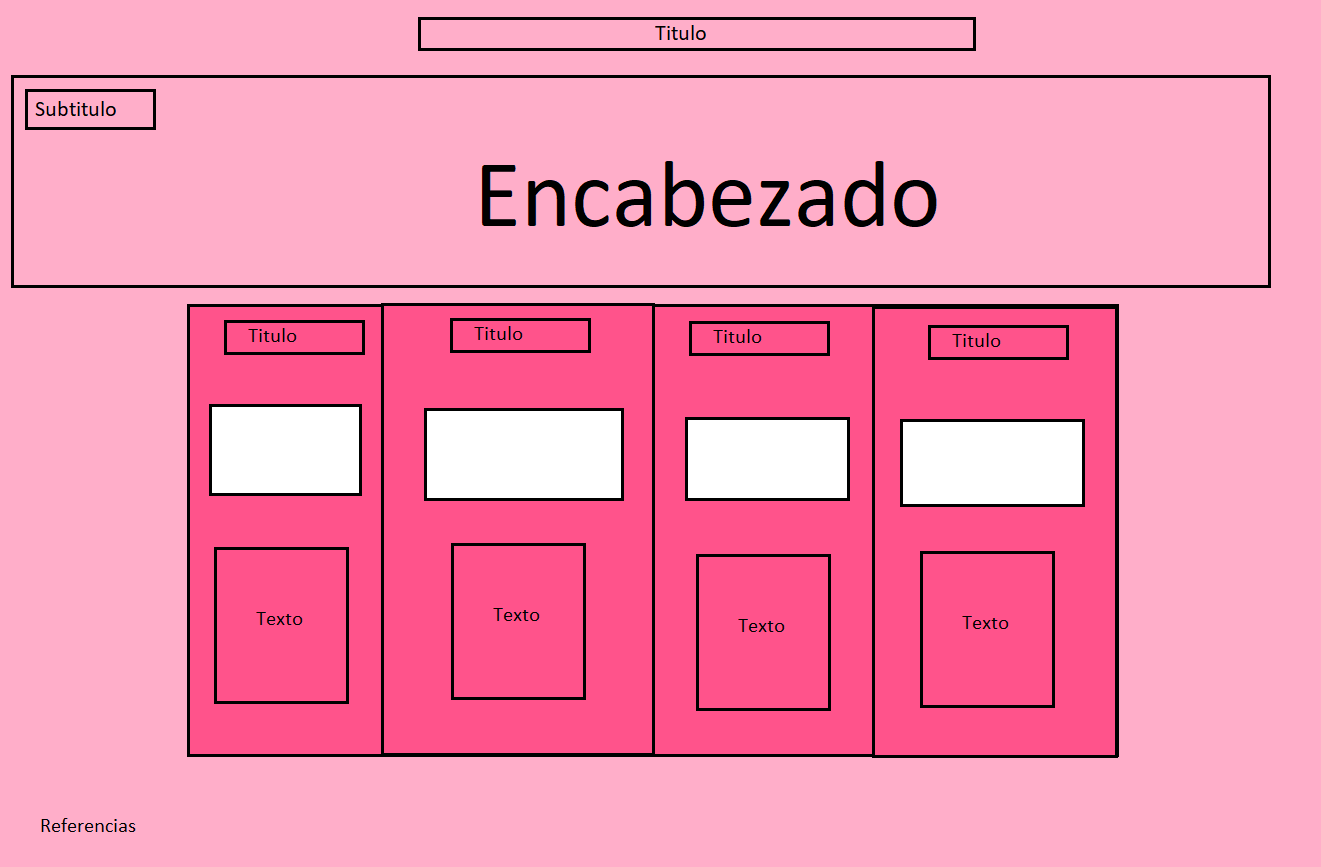 Titulo
Subtitulo
Encabezado
Titulo
Titulo
Titulo
Titulo
Texto
Texto
Texto
Texto
Referencias